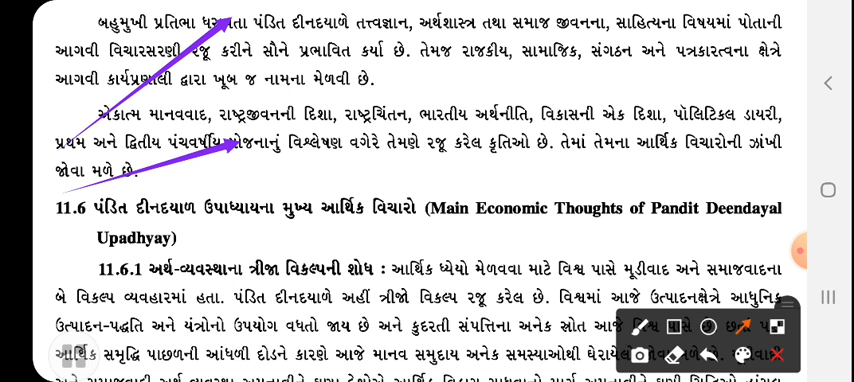 બહુમુખી પ્રતિભા ધરાવતા પંડિત દીનદયાળે તત્ત્વજ્ઞાન, અર્થશાસ્ત્ર તથા સમાજ જીવનના, સાહિત્યના વિષયમાં પોતાની
આગવી વિચારસરણી રજૂ કરીને સૌને પ્રભાવિત કર્યા છે. તેમજ રાજકીય, સામાજિક, સંગઠન અને પત્રકારત્વના ક્ષેત્રે
આગવી કાર્યપ્રણાલી દ્વારા ખૂબ જ નામના મેળવી છે.
એકાત્મ માનવવાદ, રાષ્ટ્રજીવનની દિશા, રાષ્ટ્રચિંતન, ભારતીય અર્થનીતિ, વિકાસની એક દિશા, પૉલિટિકલ ડાયરી,
પ્રથમ અને દ્વિતીય પંચવર્ષીય યોજનાનું વિશ્લેષણ વગેરે તેમણે રજૂ કરેલ કૃતિઓ છે. તેમાં તેમના આર્થિક વિચારોની ઝાંખી
જોવા મળે છે.
11.6 પંડિત દીનદયાળ ઉપાધ્યાયના મુખ્ય આર્થિક વિચારો (Main Economic Thoughts of Pandit Deendayal
Upadhyay)
11.6.1 અર્થ-વ્યવસ્થાના ત્રીજા વિકલ્પની શોધ : આર્થિક ધ્યેયો મેળવવા માટે વિશ્વ પાસે મૂડીવાદ અને સમાજવાદના
બે વિકલ્પ વ્યવહારમાં હતા. પંડિત દીનદયાળે અહીં ત્રીજો વિકલ્પ રજૂ કરેલ છે. વિશ્વમાં આજે ઉત્પાદનક્ષેત્રે આધુનિક
ઉત્પાદન-પદ્ધતિ અને યંત્રોનો ઉપયોગ વધતો જાય છે અને કુદરતી સંપત્તિના અનેક સ્રોત આજે
આર્થિક સમૃદ્ધિ પાછળની આંધળી દોડને કારણે આજે માનવ સમુદાય અનેક સમસ્યાઓથી